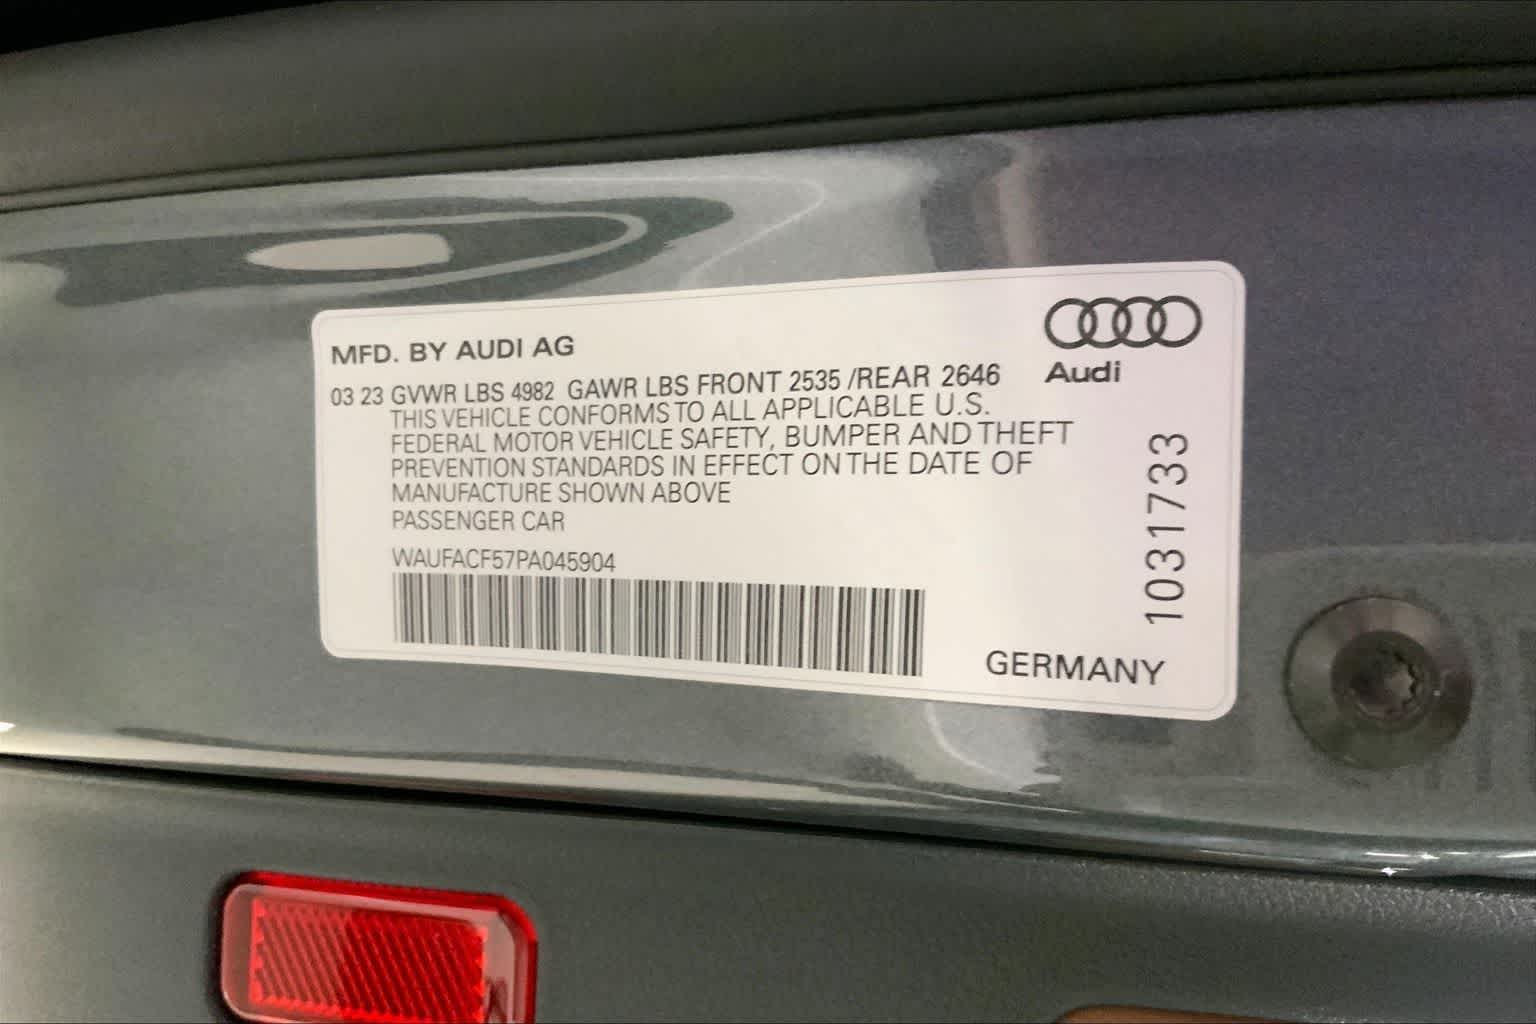 MFD. BY AUDI AG
Audi
03 23 GVWR LBS 4982 GAWR LBS FRONT 2535 /REAR 2646
THIS VEHICLE CONFORMS TO ALL APPLICABLE U.S.
FEDERAL MOTOR VEHICLE SAFETY, BUMPER AND THEFT
PREVENTION STANDARDS IN EFFECT ON THE DATE OF
MANUFACTURE SHOWN ABOVE
PASSENGER CAR
WAUFACF57PA045904
1031733
GERMANY